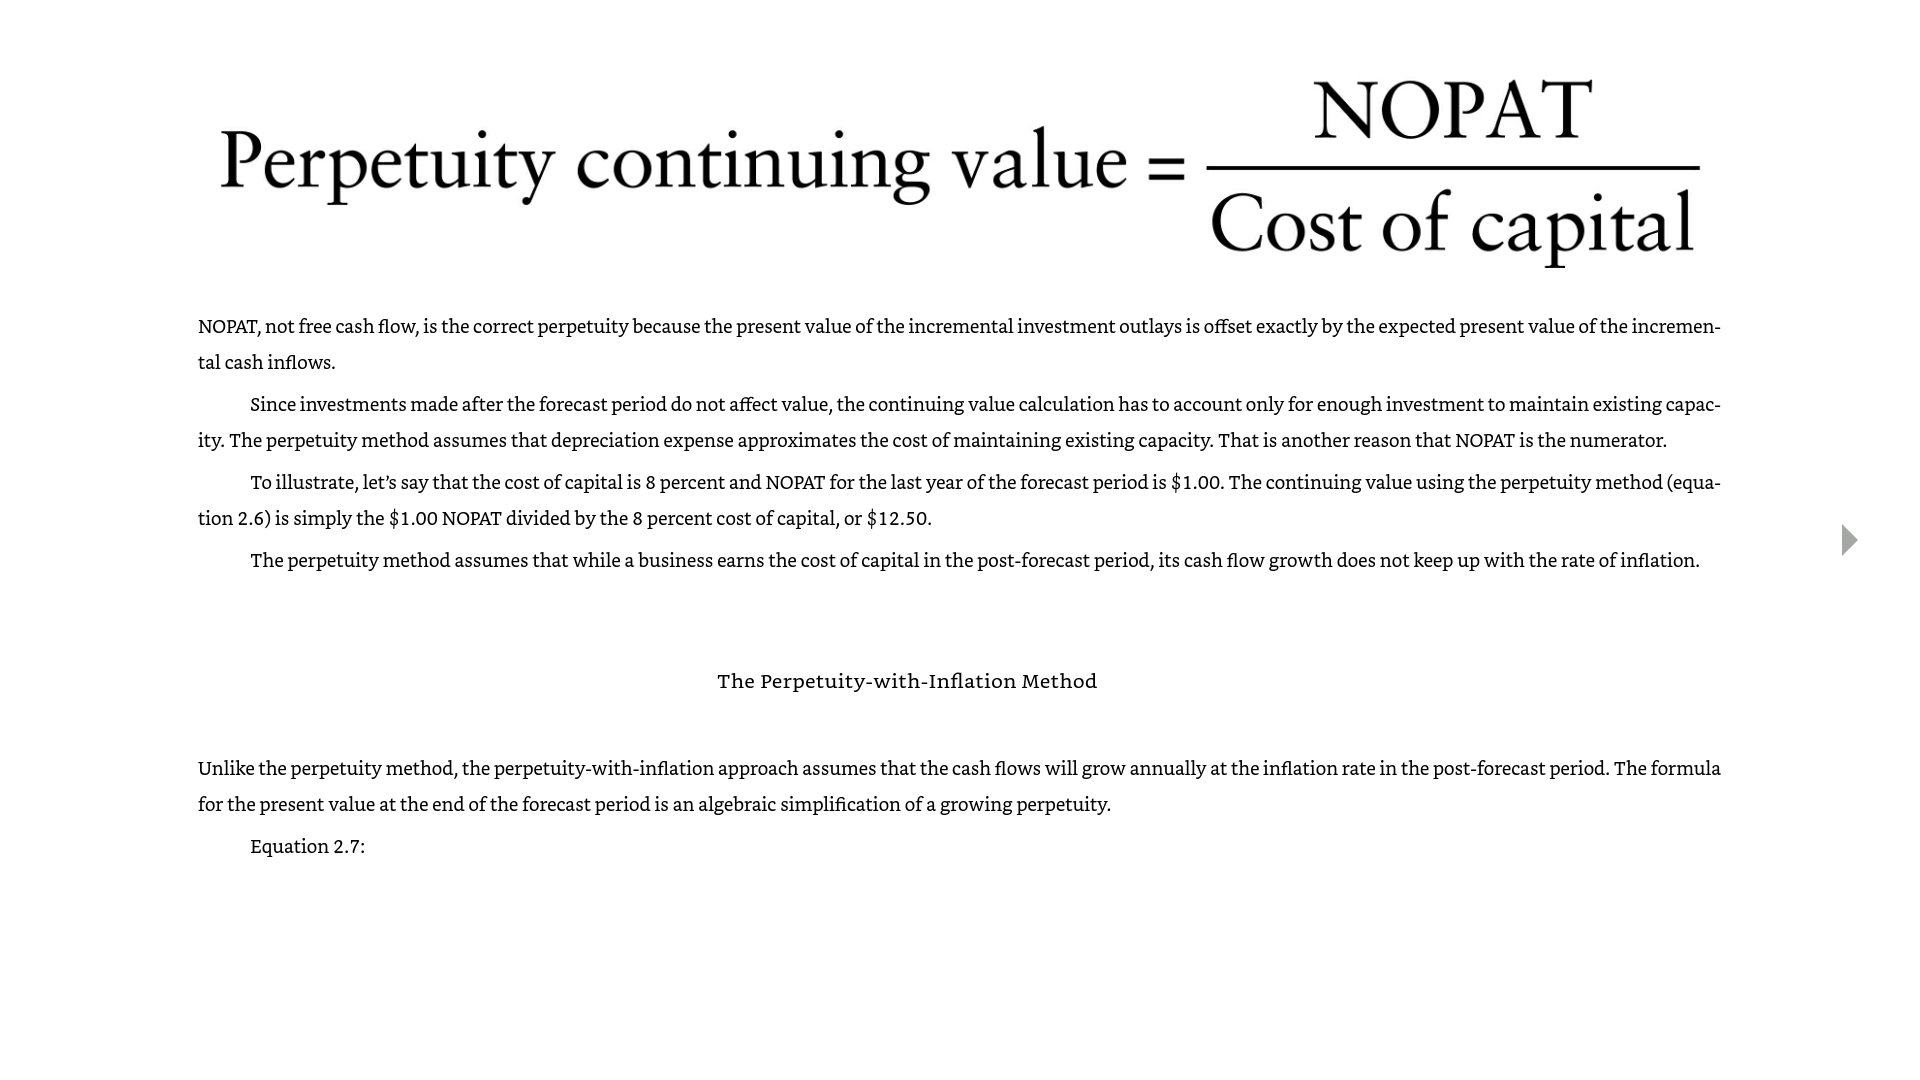 Perpetuity continuing value = NOPAT / Cost of capital
NOPAT, not free cash flow, is the correct perpetuity because the present value of the incremental investment outlays is offset exactly by the expected present value of the incremen-
tal cash inflows.
Since investments made after the forecast period do not affect value, the continuing value calculation has to account only for enough investment to maintain existing capac-
ity. The perpetuity method assumes that depreciation expense approximates the cost of maintaining existing capacity. That is another reason that NOPAT is the numerator.
To illustrate, let’s say that the cost of capital is 8 percent and NOPAT for the last year of the forecast period is $1.00. The continuing value using the perpetuity method (equa-
tion 2.6) is simply the $1.00 NOPAT divided by the 8 percent cost of capital, or $12.50.
The perpetuity method assumes that while a business earns the cost of capital in the post-forecast period, its cash flow growth does not keep up with the rate of inflation.
The Perpetuity-with-Inflation Method
Unlike the perpetuity method, the perpetuity-with-inflation approach assumes that the cash flows will grow annually at the inflation rate in the post-forecast period. The formula
for the present value at the end of the forecast period is an algebraic simplification of a growing perpetuity.
Equation 2.7: